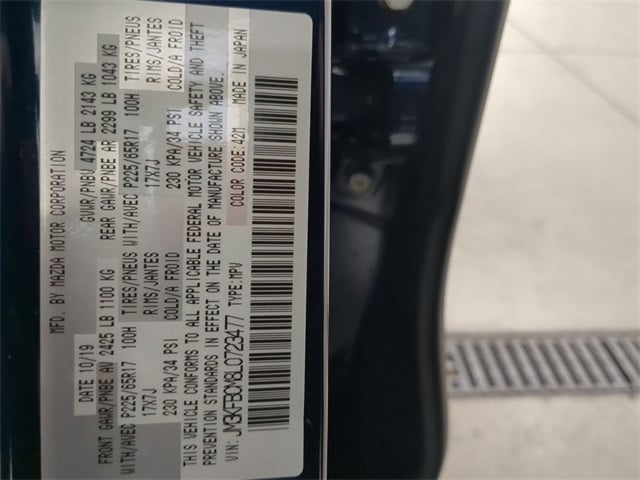 MFD. BY MAZDA MOTOR CORPORATION
DATE 10/19 GVWR/PNBV 4724 LB 2143 KG
FRONT GAWR/PNBE AV 2425 LB 1100 KG REAR GAWR/PNBE AR 2299 LB 1043 KG
WITH/AVEC P225/65R17 100H TIRES/PNEUS WITH/AVEC P225/65R17 100H TIRES/PNEUS
17X7J RIMS/JANTES 17X7J RIMS/JANTES
230 KPA/34 PSI COLD/A FROID 230 KPA/34 PSI COLD/A FROID
THIS VEHICLE CONFORMS TO ALL APPLICABLE FEDERAL MOTOR VEHICLE SAFETY AND THEFT
PREVENTION STANDARDS IN EFFECT ON THE DATE OF MANUFACTURE SHOWN ABOVE.
VIN: JM3KFBCM8L0723477 TYPE:MPV COLOR CODE:42M MADE IN JAPAN